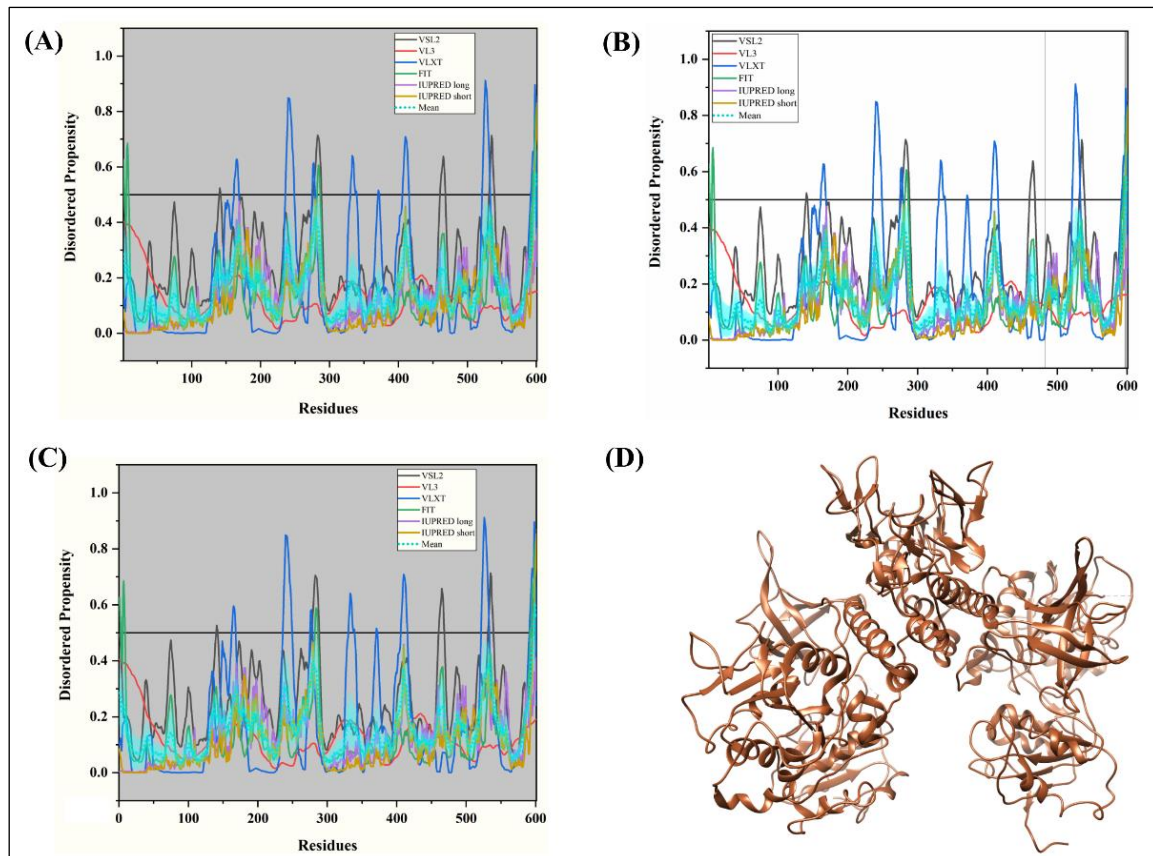 (A)
VSL2
VL3
VLXT
FIT
IUPRED long
IUPRED short
Mean
1.0
0.8
0.6
0.4
0.2
0.0
Disordered Propensity
100 200 300 400 500 600
Residues
(B)
VSL2
VL3
VLXT
FIT
IUPRED long
IUPRED short
Mean
1.0
0.8
0.6
0.4
0.2
0.0
Disordered Propensity
100 200 300 400 500 600
Residues
(C)
VSL2
VL3
VLXT
FIT
IUPRED long
IUPRED short
Mean
1.0
0.8
0.6
0.4
0.2
0.0
Disordered Propensity
0 100 200 300 400 500 600
Residues
(D)